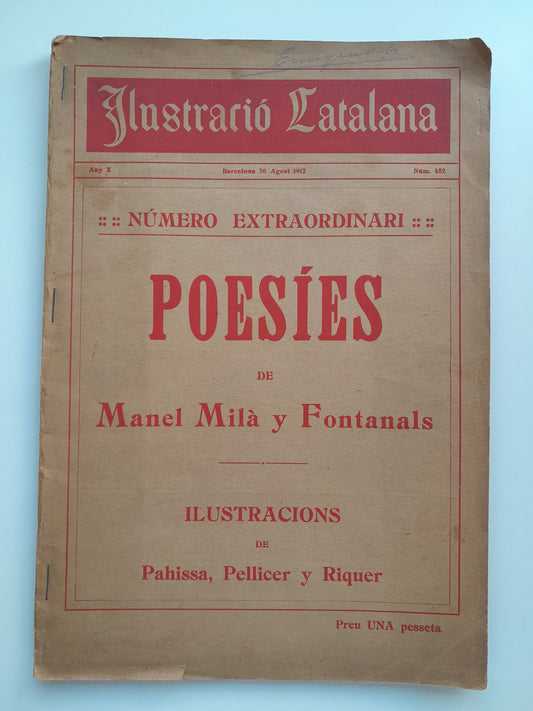 Ilustració Catalana
Any X Barcelona 30 Agost 1912 Núm. 482
:: :: NÚMERO EXTRAORDINARI :: ::
POESÍES
DE
Manel Milà y Fontanals
ILUSTRACIONS
DE
Pahissa, Pellicer y Riquer
Preu UNA pesseta